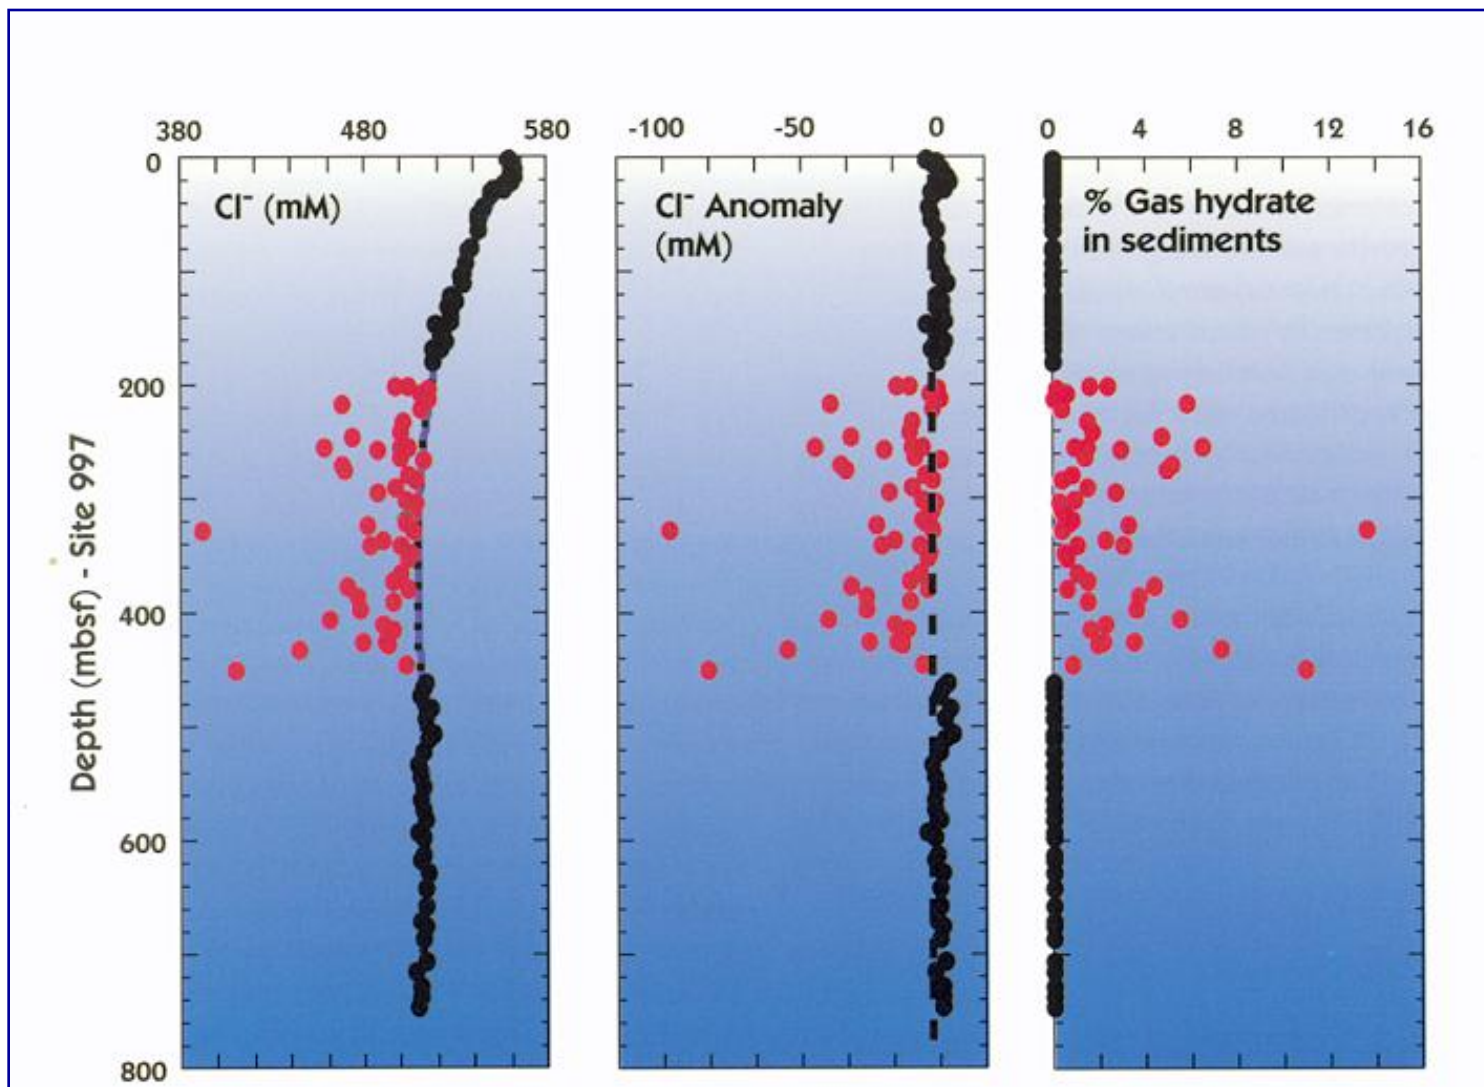 380 480 580 -100 -50 0 0 4 8 12 16
0
Cl⁻ (mM)
Cl⁻ Anomaly
(mM)
% Gas hydrate
in sediments
200
400
600
800
Depth (mbsf) - Site 997